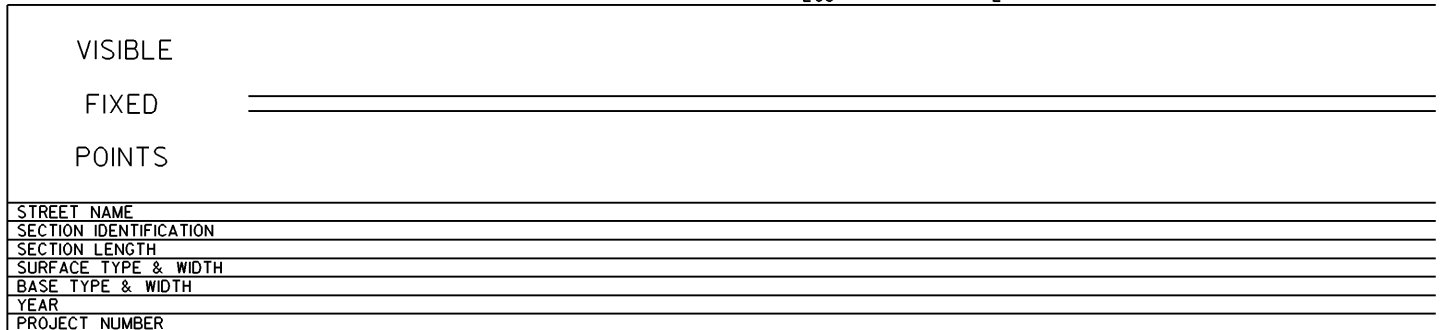 VISIBLE
FIXED
POINTS
STREET NAME
SECTION IDENTIFICATION
SECTION LENGTH
SURFACE TYPE & WIDTH
BASE TYPE & WIDTH
YEAR
PROJECT NUMBER